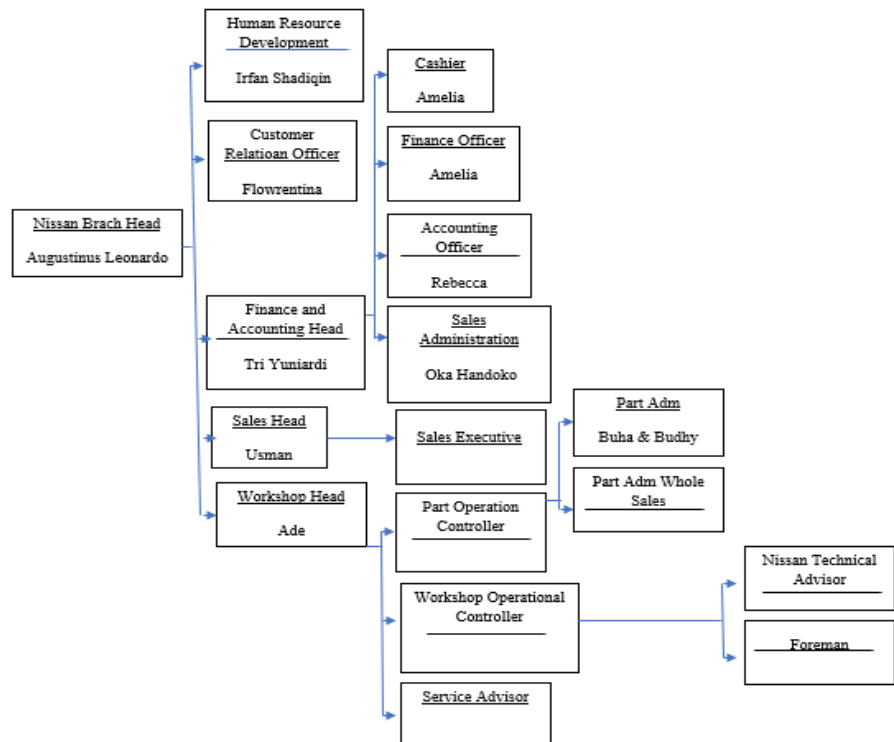 Nissan Brach Head
Augustinus Leonardo
Human Resource
Development
Irfan Shadiqin
Customer
Relatioan Officer
Flowrentina
Finance and
Accounting Head
Tri Yuniardi
Sales Head
Usman
Workshop Head
Ade
Cashier
Amelia
Finance Officer
Amelia
Accounting
Officer
Rebecca
Sales
Administration
Oka Handoko
Sales Executive
Part Operation
Controller
Workshop Operational
Controller
Service Advisor
Part Adm
Buha & Budhy
Part Adm Whole
Sales
Nissan Technical
Advisor
Foreman